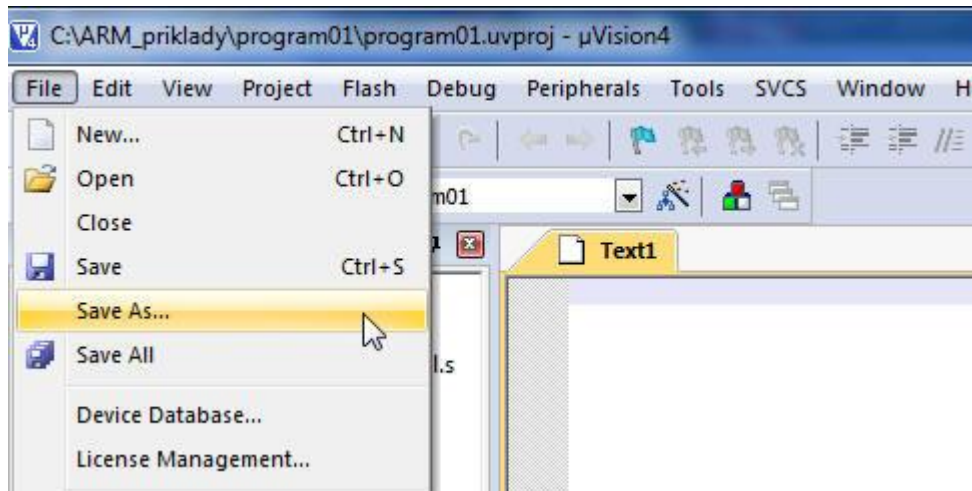 C:\ARM_priklady\program01\program01.uvproj - µVision4
File Edit View Project Flash Debug Peripherals Tools SVCS Window H
New... Ctrl+N
Open Ctrl+O
m01
Close
Save Ctrl+S
Text1
Save As...
Save All
l.s
Device Database...
License Management...